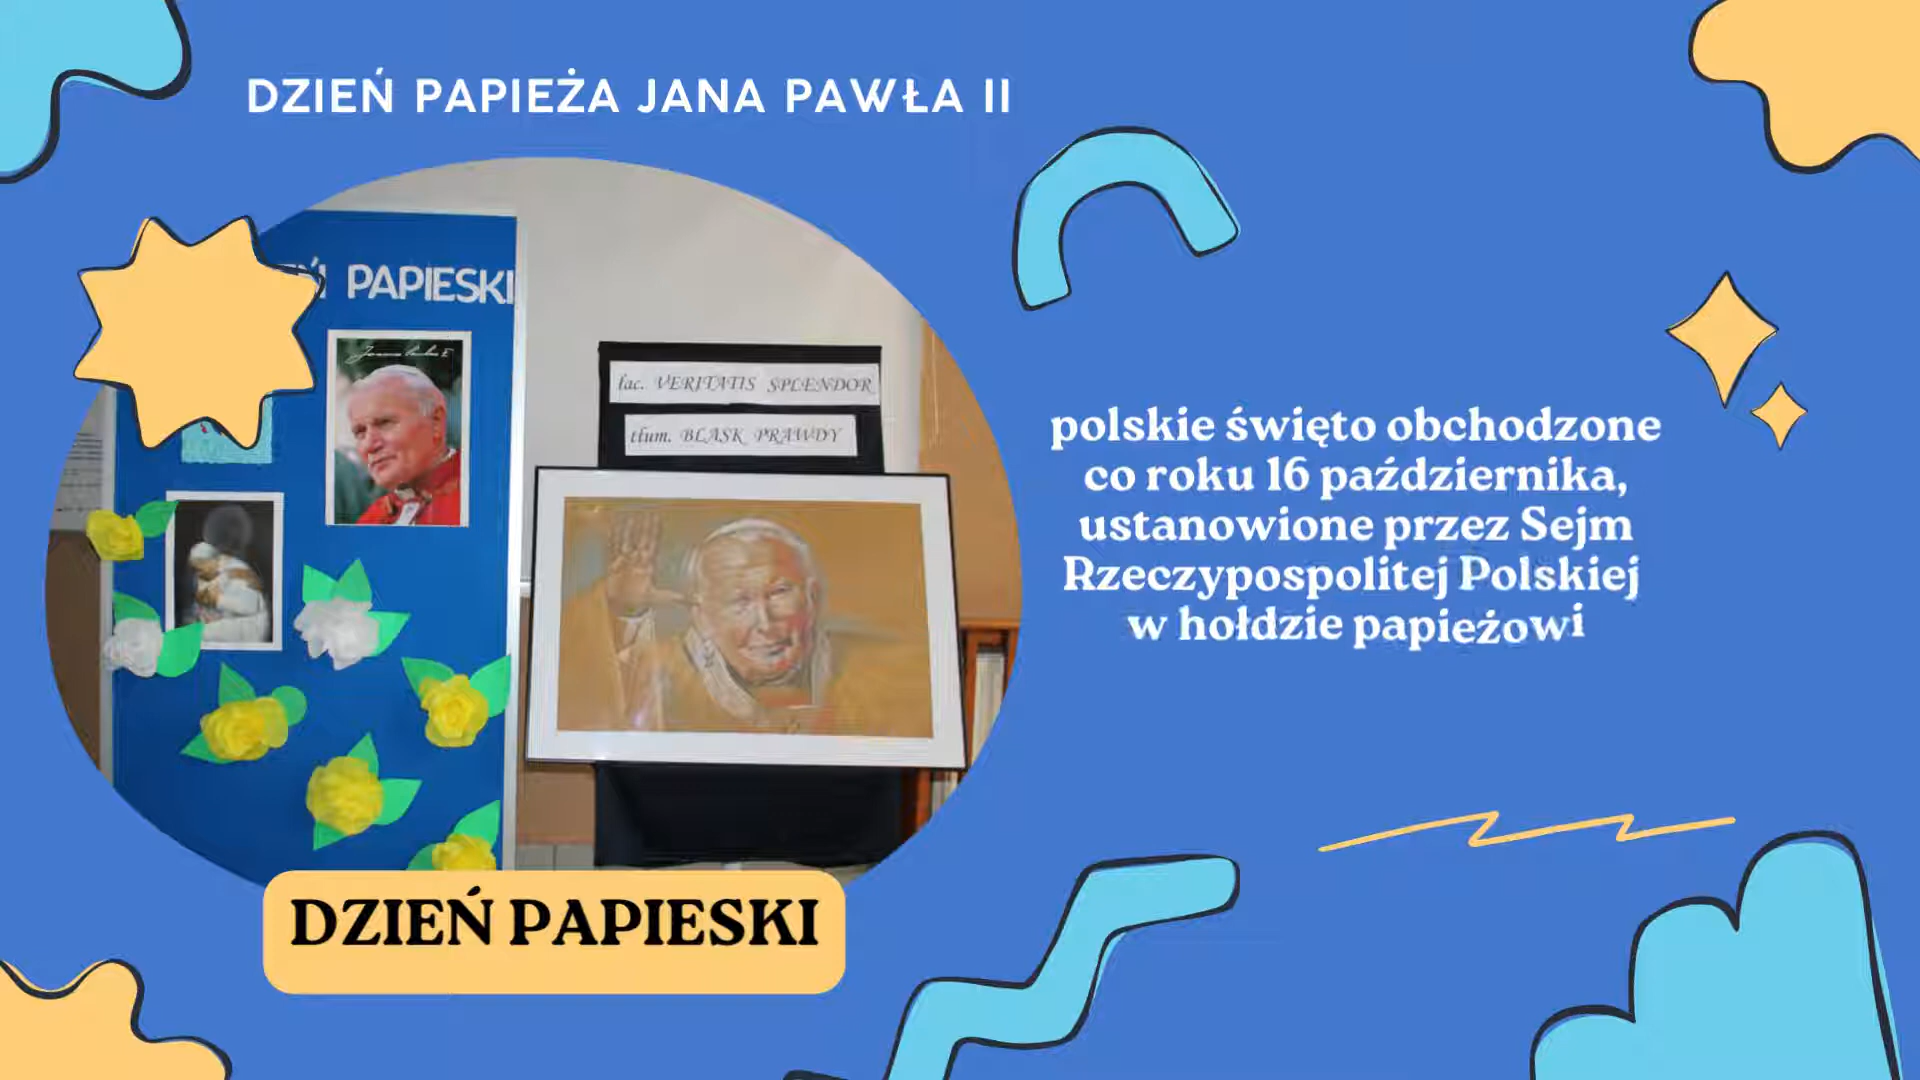 DZIEŃ PAPIEŻA JANA PAWŁA II
PAPIESKI
łac. VERITATIS SPLENDOR
tłum. BLASK PRAWDY
polskie święto obchodzone
co roku 16 października,
ustanowione przez Sejm
Rzeczypospolitej Polskiej
w hołdzie papieżowi
DZIEŃ PAPIESKI